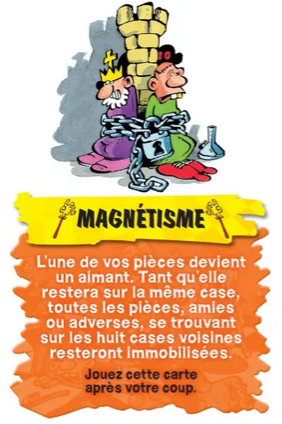 MAGNÉTISME
L'une de vos pièces devient
un aimant. Tant qu'elle
restera sur la même case,
toutes les pièces, amies
ou adverses, se trouvant
sur les huit cases voisines
resteront immobilisées.
Jouez cette carte
après votre coup.